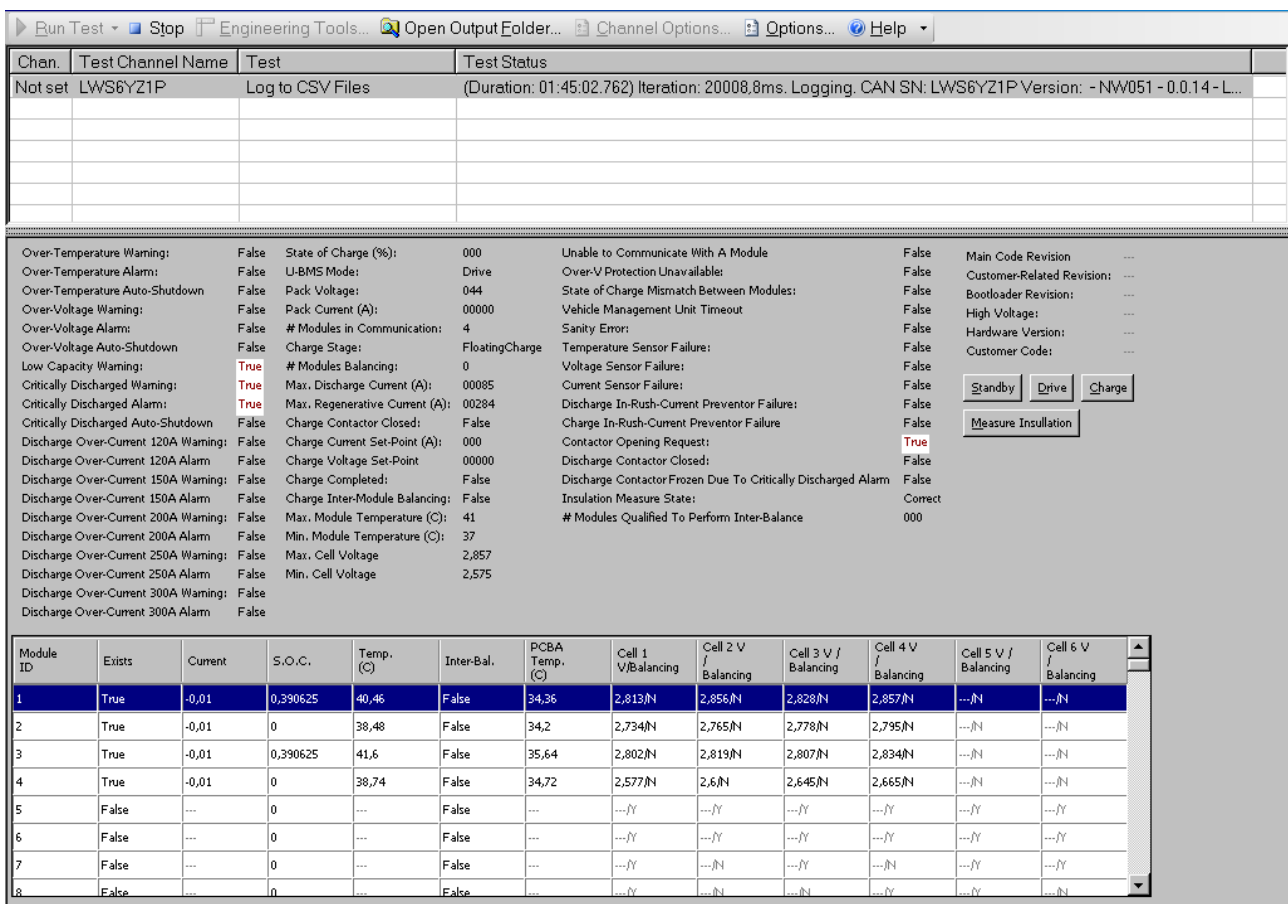 Run Test Stop Engineering Tools... Open Output Folder... Channel Options... Options... Help
Chan. Test Channel Name Test Test Status
Not set LWS6YZ1P Log to CSV Files (Duration: 01:45:02.762) Iteration: 20008,8ms. Logging. CAN SN: LWS6YZ1P Version: - NW051 - 0.0.14 - L...
Over-Temperature Warning: False
Over-Temperature Alarm: False
Over-Temperature Auto-Shutdown False
Over-Voltage Warning: False
Over-Voltage Alarm: False
Over-Voltage Auto-Shutdown False
Low Capacity Warning: True
Critically Discharged Warning: True
Critically Discharged Alarm: True
Critically Discharged Auto-Shutdown False
Discharge Over-Current 120A Warning: False
Discharge Over-Current 120A Alarm False
Discharge Over-Current 150A Warning: False
Discharge Over-Current 150A Alarm False
Discharge Over-Current 200A Warning: False
Discharge Over-Current 200A Alarm False
Discharge Over-Current 250A Warning: False
Discharge Over-Current 250A Alarm False
Discharge Over-Current 300A Warning: False
Discharge Over-Current 300A Alarm False
State of Charge (%): 000
U-BMS Mode: Drive
Pack Voltage: 044
Pack Current (A): 00000
# Modules in Communication: 4
Charge Stage: FloatingCharge
# Modules Balancing: 0
Max. Discharge Current (A): 00085
Max. Regenerative Current (A): 00284
Charge Contactor Closed: False
Charge Current Set-Point (A): 000
Charge Voltage Set-Point 00000
Charge Completed: False
Charge Inter-Module Balancing: False
Max. Module Temperature (C): 41
Min. Module Temperature (C): 37
Max. Cell Voltage 2,857
Min. Cell Voltage 2,575
Unable to Communicate With A Module False
Over-V Protection Unavailable: False
State of Charge Mismatch Between Modules: False
Vehicle Management Unit Timeout False
Sanity Error: False
Temperature Sensor Failure: False
Voltage Sensor Failure: False
Current Sensor Failure: False
Discharge In-Rush-Current Preventor Failure: False
Charge In-Rush-Current Preventor Failure False
Contactor Opening Request: True
Discharge Contactor Closed: False
Discharge Contactor Frozen Due To Critically Discharged Alarm False
Insulation Measure State: Correct
# Modules Qualified To Perform Inter-Balance 000
Main Code Revision ---
Customer-Related Revision: ---
Bootloader Revision: ---
High Voltage: ---
Hardware Version: ---
Customer Code: ---
Standby Drive Charge
Measure Insullation
Module ID Exists Current S.O.C. Temp. (C) Inter-Bal. PCBA Temp. (C) Cell 1 V/Balancing Cell 2 V / Balancing Cell 3 V / Balancing Cell 4 V / Balancing Cell 5 V / Balancing Cell 6 V / Balancing
1 True -0,01 0,390625 40,46 False 34,36 2,813/N 2,856/N 2,828/N 2,857/N ---/N ---/N
2 True -0,01 0 38,48 False 34,2 2,734/N 2,765/N 2,778/N 2,795/N ---/N ---/N
3 True -0,01 0,390625 41,6 False 35,64 2,802/N 2,819/N 2,807/N 2,834/N ---/N ---/N
4 True -0,01 0 38,74 False 34,72 2,577/N 2,6/N 2,645/N 2,665/N ---/N ---/N
5 False --- 0 --- False --- ---/Y ---/Y ---/Y ---/Y ---/Y ---/Y
6 False --- 0 --- False --- ---/Y ---/Y ---/Y ---/Y ---/Y ---/Y
7 False --- 0 --- False --- ---/Y ---/N ---/Y ---/N ---/Y ---/Y
8 False --- 0 --- False --- ---/Y ---/N ---/N ---/Y ---/Y ---/N